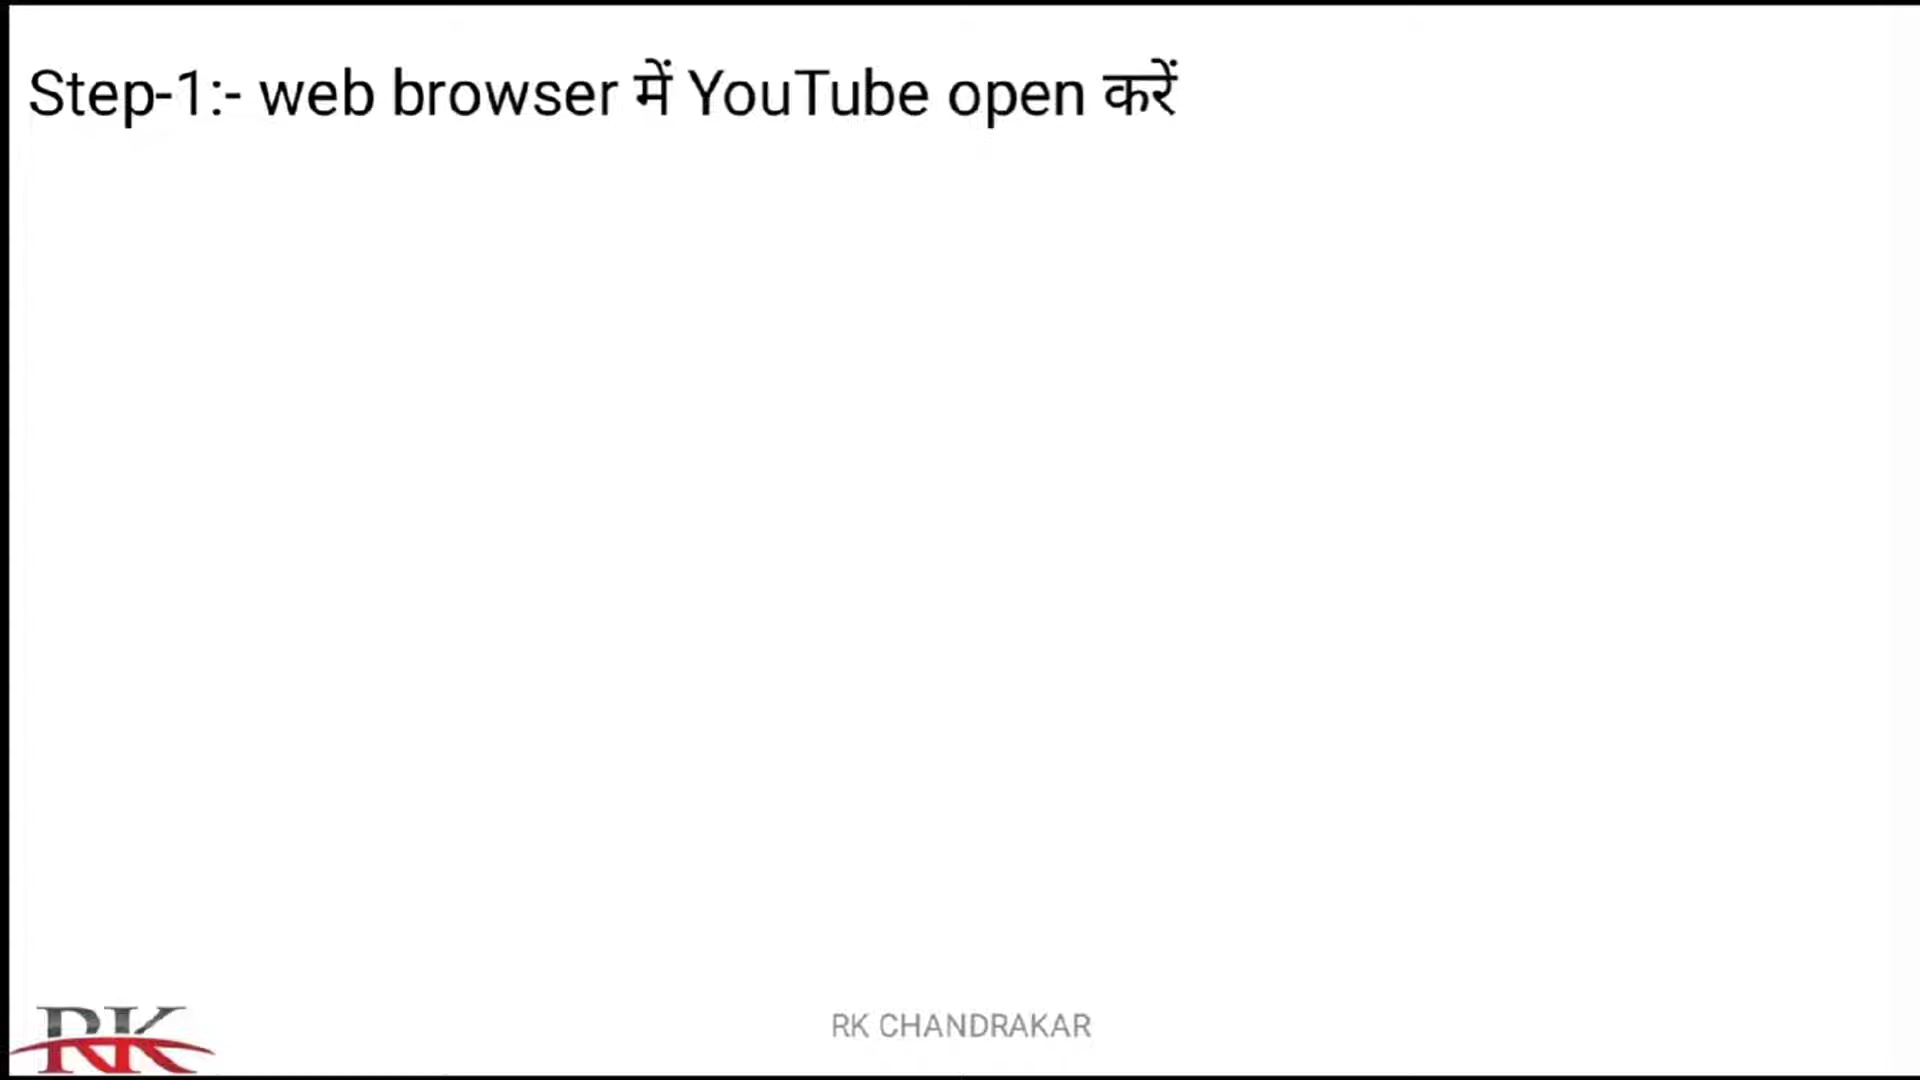 Step-1:- web browser में YouTube open करें
RK CHANDRAKAR
RK